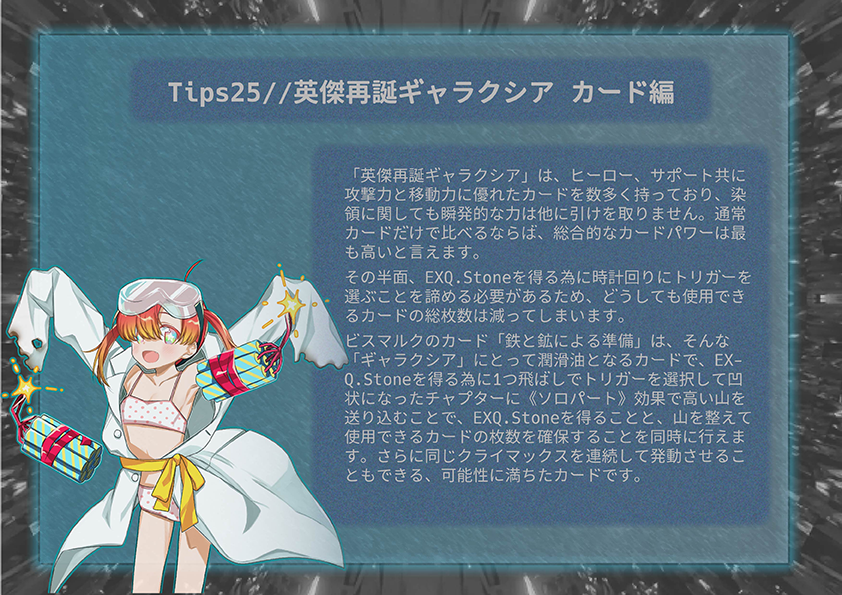 Tips25//英傑再誕ギャラクシア カード編
「英傑再誕ギャラクシア」は、ヒーロー、サポート共に
攻撃力と移動力に優れたカードを数多く持っており、染
領に関しても瞬発的な力は他に引けを取りません。通常
カードだけで比べるならば、総合的なカードパワーは最
も高いと言えます。
その半面、EXQ.Stoneを得る為に時計回りにトリガーを
選ぶことを諦める必要があるため、どうしても使用でき
るカードの総枚数は減ってしまいます。
ビスマルクのカード「鉄と鉱による準備」は、そんな
「ギャラクシア」にとって潤滑油となるカードで、EX-
Q.Stoneを得る為に1つ飛ばしでトリガーを選択して凹
状になったチャプターに《ソロパート》効果で高い山を
送り込むことで、EXQ.Stoneを得ることと、山を整えて
使用できるカードの枚数を確保することを同時に行えま
す。さらに同じクライマックスを連続して発動させるこ
ともできる、可能性に満ちたカードです。